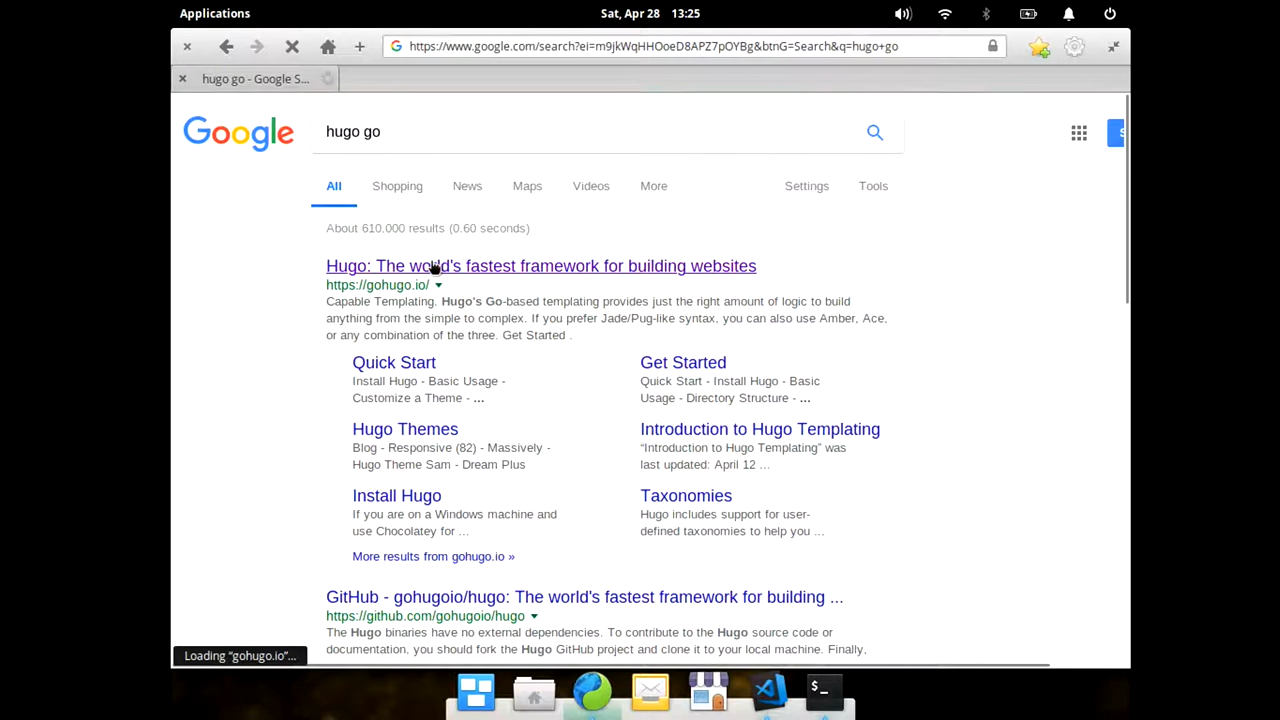 Applications
Sat, Apr 28 13:25
https://www.google.com/search?ei=m9jkWqHHOoeD8APZ7pOYBg&btnG=Search&q=hugo+go
hugo go - Google S...
Google
hugo go
S
All Shopping News Maps Videos More Settings Tools
About 610.000 results (0.60 seconds)
Hugo: The world's fastest framework for building websites
https://gohugo.io/
Capable Templating. Hugo's Go-based templating provides just the right amount of logic to build
anything from the simple to complex. If you prefer Jade/Pug-like syntax, you can also use Amber, Ace,
or any combination of the three. Get Started .
Quick Start
Install Hugo - Basic Usage -
Customize a Theme - ...
Get Started
Quick Start - Install Hugo - Basic
Usage - Directory Structure - ...
Hugo Themes
Blog - Responsive (82) - Massively -
Hugo Theme Sam - Dream Plus
Introduction to Hugo Templating
“Introduction to Hugo Templating” was
last updated: April 12 ...
Install Hugo
If you are on a Windows machine and
use Chocolatey for ...
Taxonomies
Hugo includes support for user-
defined taxonomies to help you ...
More results from gohugo.io »
GitHub - gohugoio/hugo: The world's fastest framework for building ...
https://github.com/gohugoio/hugo
The Hugo binaries have no external dependencies. To contribute to the Hugo source code or
documentation, you should fork the Hugo GitHub project and clone it to your local machine. Finally,
Loading “gohugo.io”...
$_